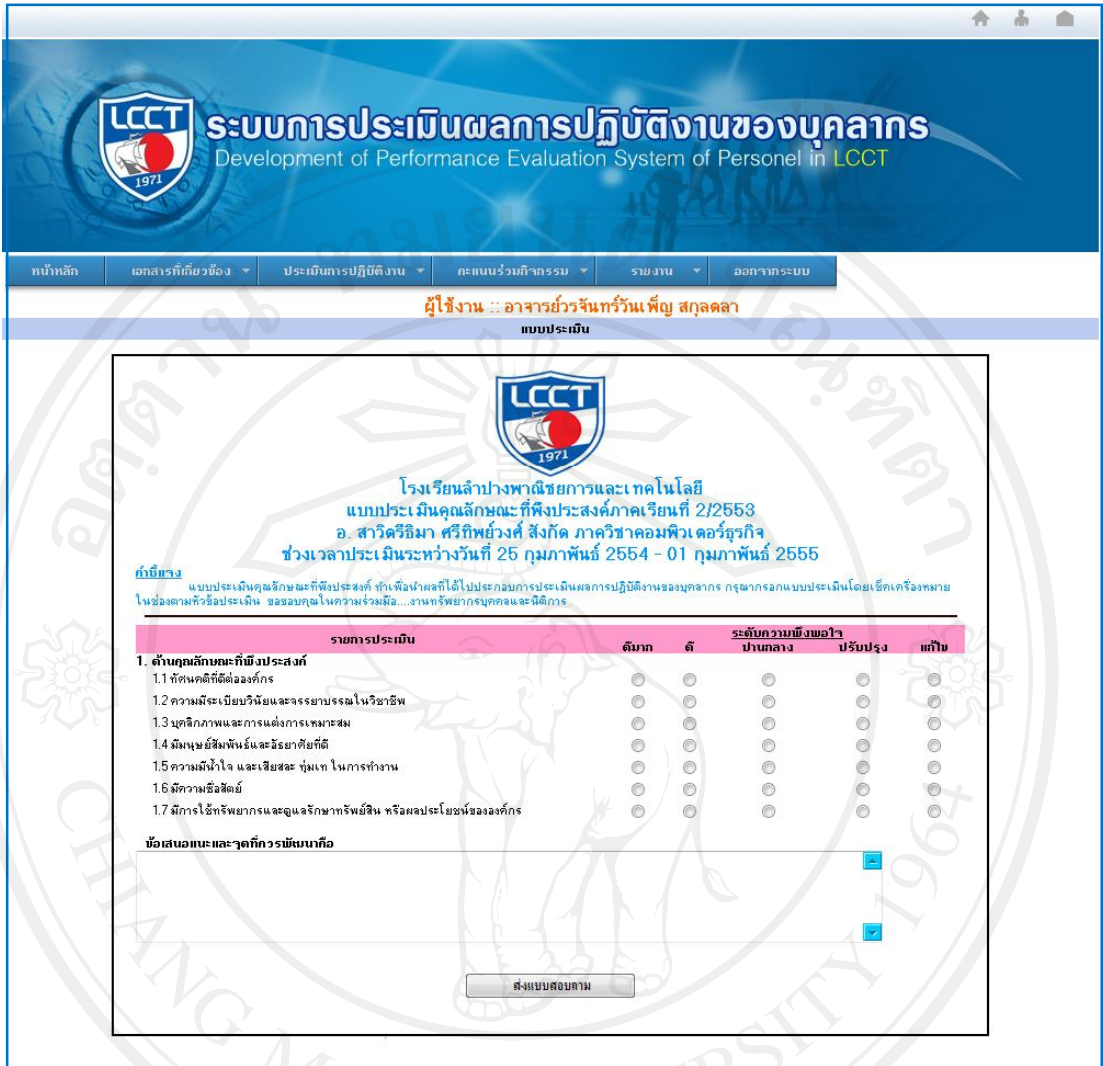 LCCT
1971
ระบบการประเมินผลการปฏิบัติงานของบุคลากร
Development of Performance Evaluation System of Personel in LCCT
หน้าหลัก เอกสารที่เกี่ยวข้อง ประเมินการปฏิบัติงาน คะแนนร่วมกิจกรรม รายงาน ออกจากระบบ
ผู้ใช้งาน :: อาจารย์วรจันทร์วันเพ็ญ สกุลตลา
แบบประเมิน
LCCT
1971
โรงเรียนลำปางพาณิชยการและเทคโนโลยี
แบบประเมินคุณลักษณะที่พึงประสงค์ภาคเรียนที่ 2/2553
อ. สาวิตรีธิมา ศรีทิพย์วงศ์ สังกัด ภาควิชาคอมพิวเตอร์ธุรกิจ
ช่วงเวลาประเมินระหว่างวันที่ 25 กุมภาพันธ์ 2554 - 01 กุมภาพันธ์ 2555
คำชี้แจง
แบบประเมินคุณลักษณะที่พึงประสงค์ ทำเพื่อนำผลที่ได้ไปประกอบการประเมินผลการปฏิบัติงานของบุคลากร กรุณากรอกแบบประเมินโดยเช็คเครื่องหมาย
ในช่องตามหัวข้อประเมิน ขอขอบคุณในความร่วมมือ....งานทรัพยากรบุคคลและนิติการ
รายการประเมิน ระดับความพึงพอใจ
ดีมาก ดี ปานกลาง ปรับปรุง แก้ไข
1. ด้านคุณลักษณะที่พึงประสงค์
1.1 ทัศนคติที่ดีต่อองค์กร
1.2 ความมีระเบียบวินัยและจรรยาบรรณในวิชาชีพ
1.3 บุคลิกภาพและการแต่งการเหมาะสม
1.4 มีมนุษย์สัมพันธ์และอัธยาศัยที่ดี
1.5 ความมีน้ำใจ และเสียสละ ทุ่มเท ในการทำงาน
1.6 มีความซื่อสัตย์
1.7 มีการใช้ทรัพยากรและดูแลรักษาทรัพย์สิน หรือผลประโยชน์ขององค์กร
ข้อเสนอแนะและจุดที่ควรพัฒนาคือ
ส่งแบบสอบถาม
CHIANG MAI UNIVERSITY 1964